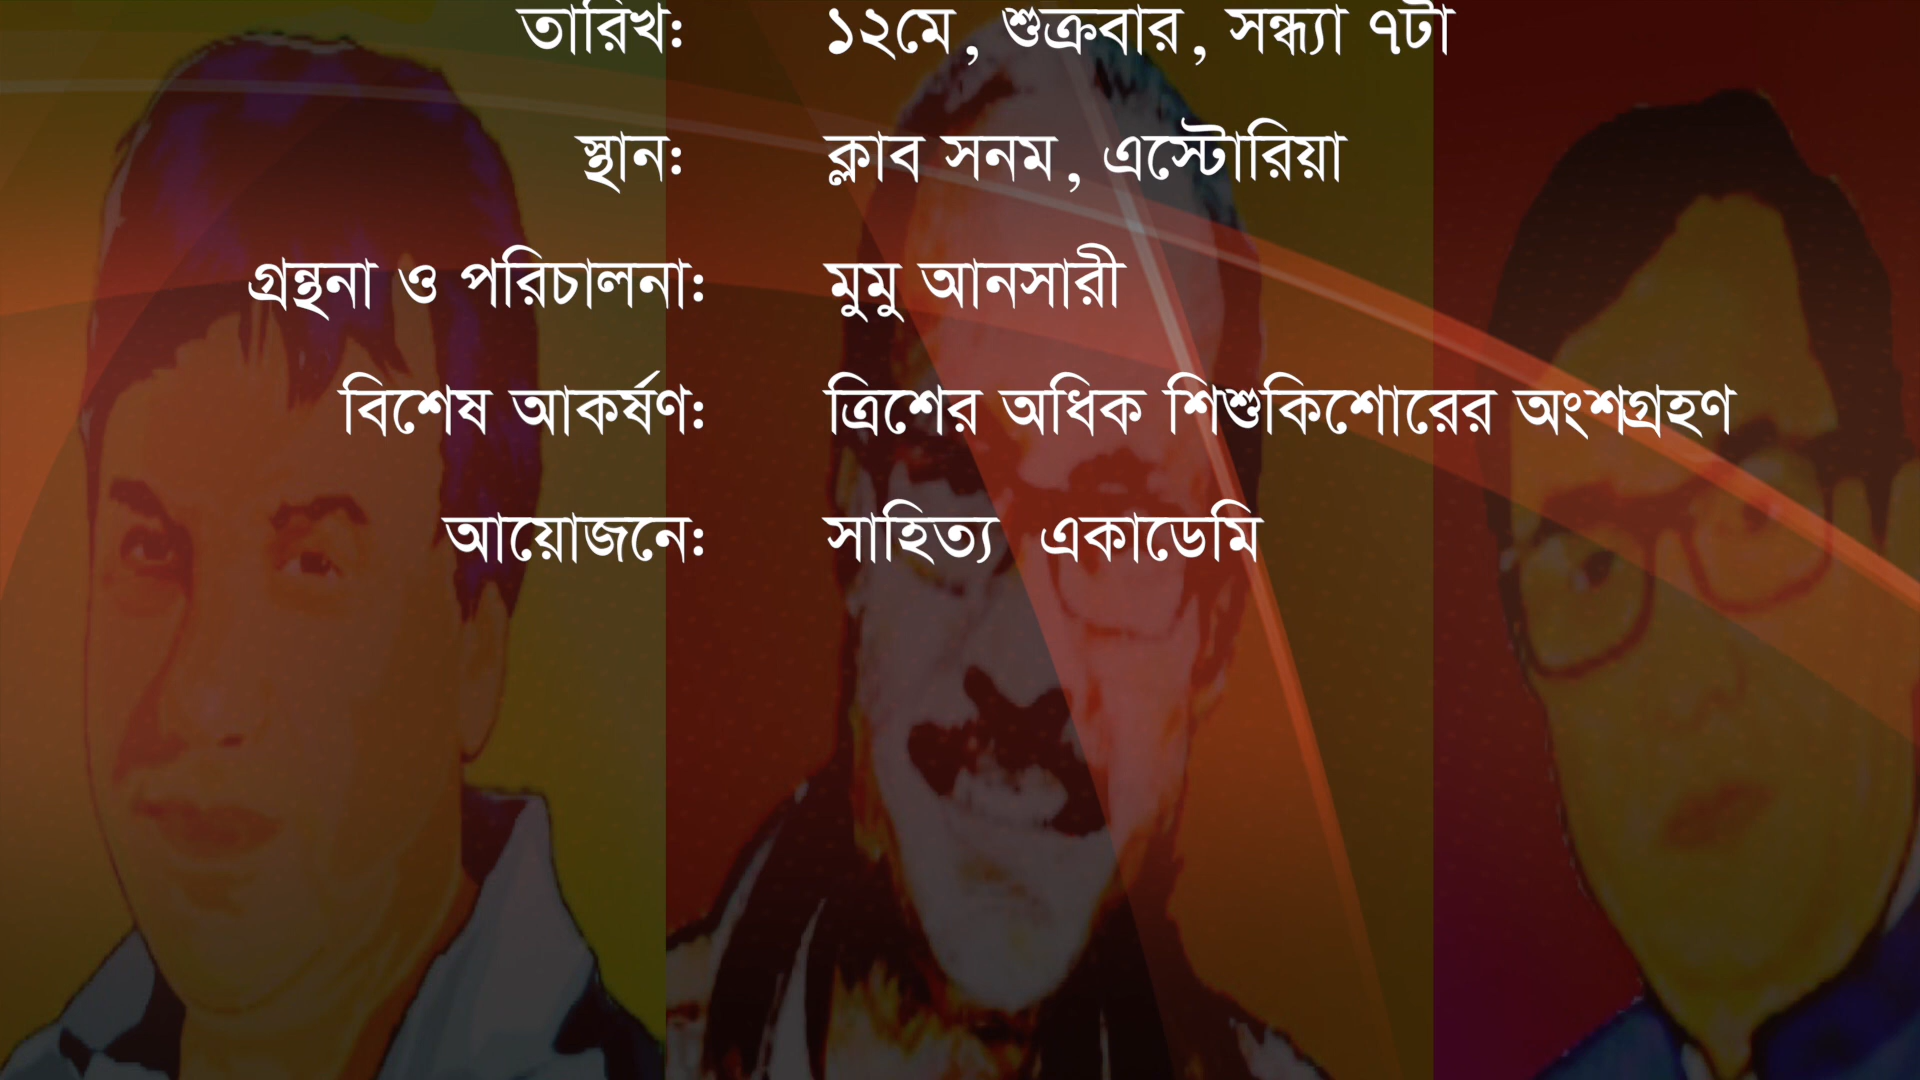 তারিখঃ ১২মে, শুক্রবার, সন্ধ্যা ৭টা
স্থানঃ ক্লাব সনম, এস্টোরিয়া
গ্রন্থনা ও পরিচালনাঃ মুমু আনসারী
বিশেষ আকর্ষণঃ ত্রিশের অধিক শিশুকিশোরের অংশগ্রহণ
আয়োজনেঃ সাহিত্য একাডেমি